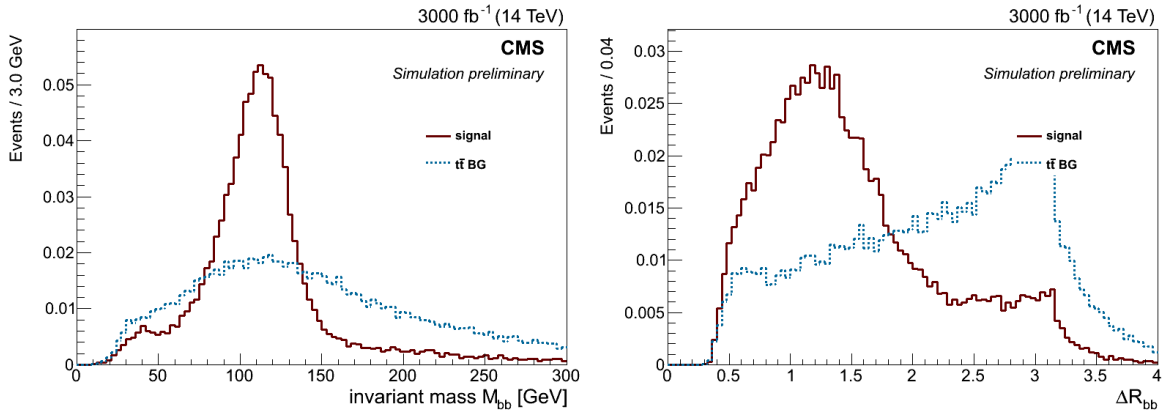 3000 fb⁻¹ (14 TeV)
CMS
Simulation preliminary
signal
tt̄ BG
Events / 3.0 GeV
0.05
0.04
0.03
0.02
0.01
0
0 50 100 150 200 250 300
invariant mass M_bb [GeV]
3000 fb⁻¹ (14 TeV)
CMS
Simulation preliminary
signal
tt̄ BG
Events / 0.04
0.03
0.025
0.02
0.015
0.01
0.005
0
0 0.5 1 1.5 2 2.5 3 3.5 4
ΔR_bb